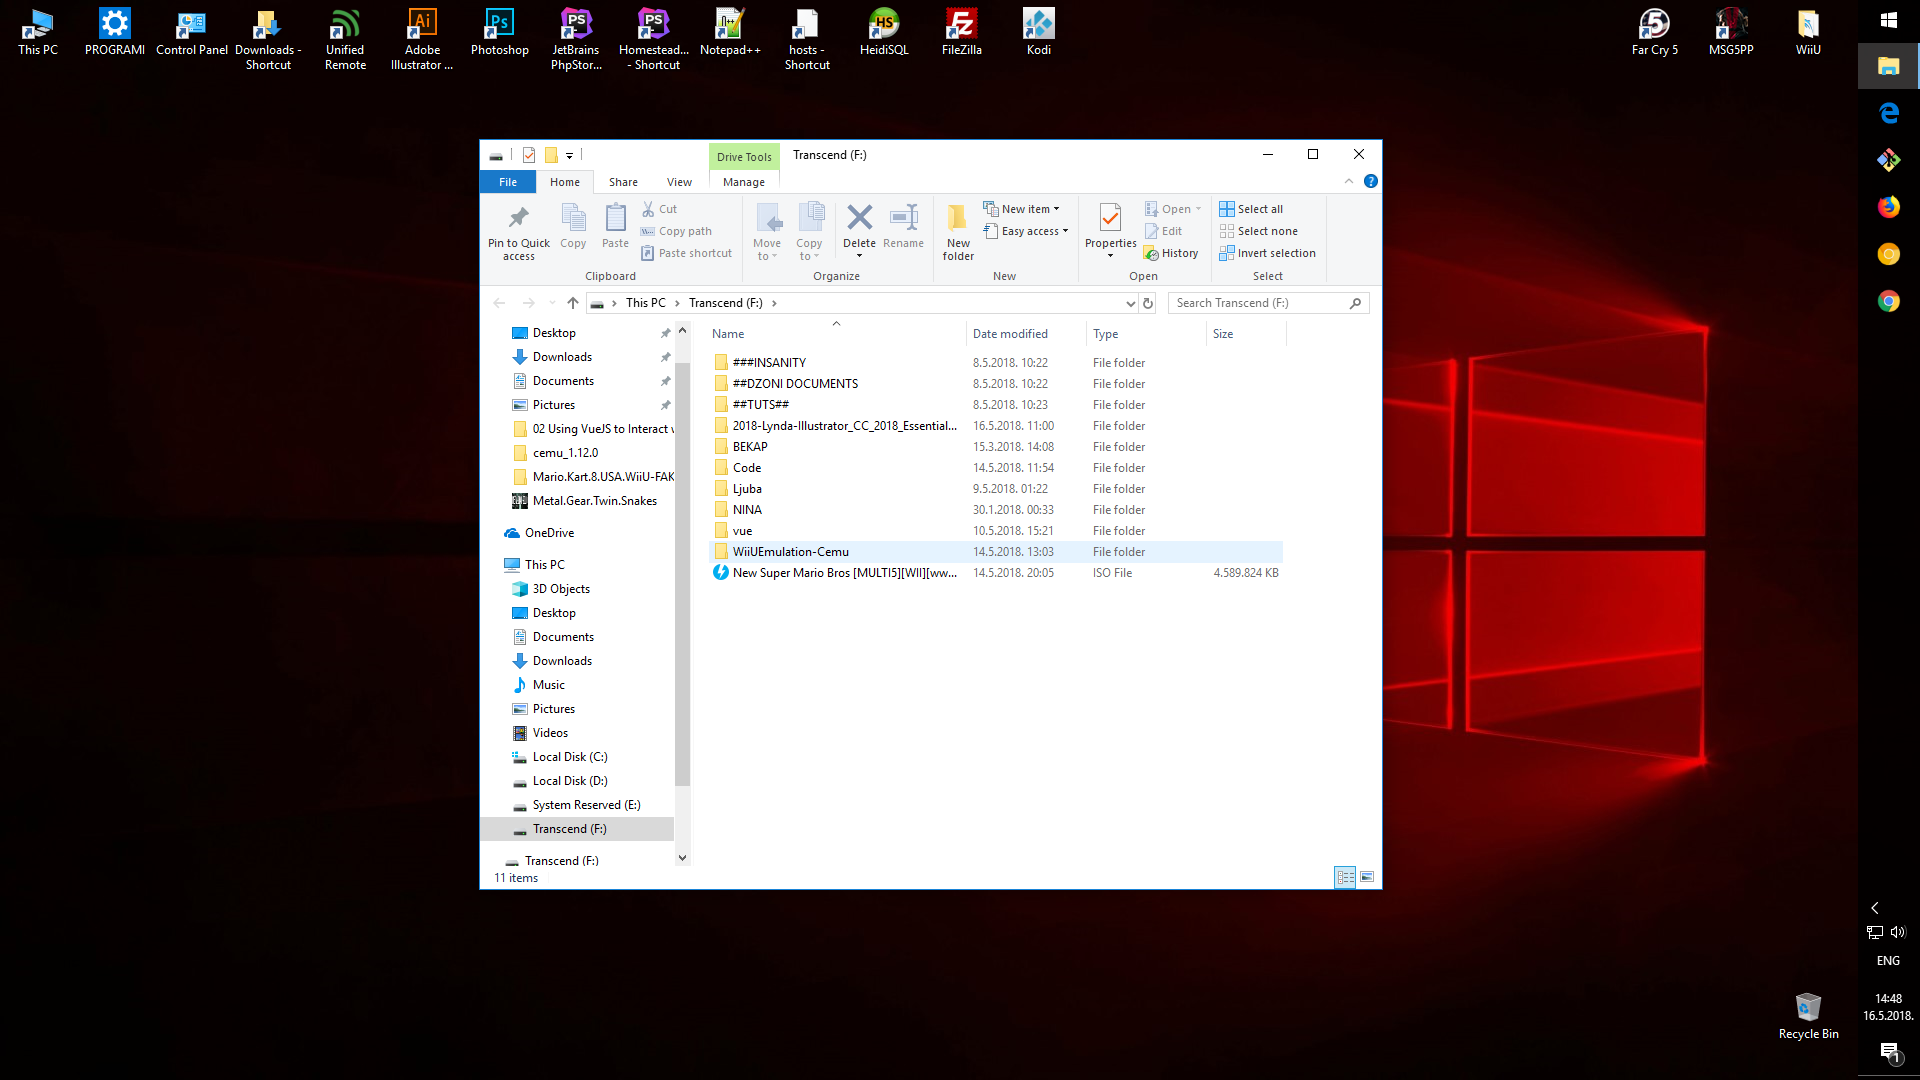 This PC
PROGRAMI
Control Panel
Downloads -
Shortcut
Unified
Remote
Adobe
Illustrator ...
Photoshop
JetBrains
PhpStor...
Homestead...
- Shortcut
Notepad++
hosts -
Shortcut
HeidiSQL
FileZilla
Kodi
Far Cry 5
MSG5PP
WiiU
Drive Tools
Transcend (F:)
File
Home
Share
View
Manage
Pin to Quick
access
Copy
Paste
Cut
Copy path
Paste shortcut
Clipboard
Move
to
Copy
to
Delete
Rename
Organize
New
folder
New item
Easy access
New
Properties
Open
Edit
History
Open
Select all
Select none
Invert selection
Select
This PC
Transcend (F:)
Search Transcend (F:)
Desktop
Downloads
Documents
Pictures
02 Using VueJS to Interact
cemu_1.12.0
Mario.Kart.8.USA.WiiU-FAK
Metal.Gear.Twin.Snakes
OneDrive
This PC
3D Objects
Desktop
Documents
Downloads
Music
Pictures
Videos
Local Disk (C:)
Local Disk (D:)
System Reserved (E:)
Transcend (F:)
Transcend (F:)
Name Date modified Type Size
###INSANITY 8.5.2018. 10:22 File folder
##DZONI DOCUMENTS 8.5.2018. 10:22 File folder
##TUTS## 8.5.2018. 10:23 File folder
2018-Lynda-Illustrator_CC_2018_Essential... 16.5.2018. 11:00 File folder
BEKAP 15.3.2018. 14:08 File folder
Code 14.5.2018. 11:54 File folder
Ljuba 9.5.2018. 01:22 File folder
NINA 30.1.2018. 00:33 File folder
vue 10.5.2018. 15:21 File folder
WiiUEmulation-Cemu 14.5.2018. 13:03 File folder
New Super Mario Bros [MULTI5][WII][ww... 14.5.2018. 20:05 ISO File 4.589.824 KB
11 items
ENG
14:48
16.5.2018.
1
Recycle Bin